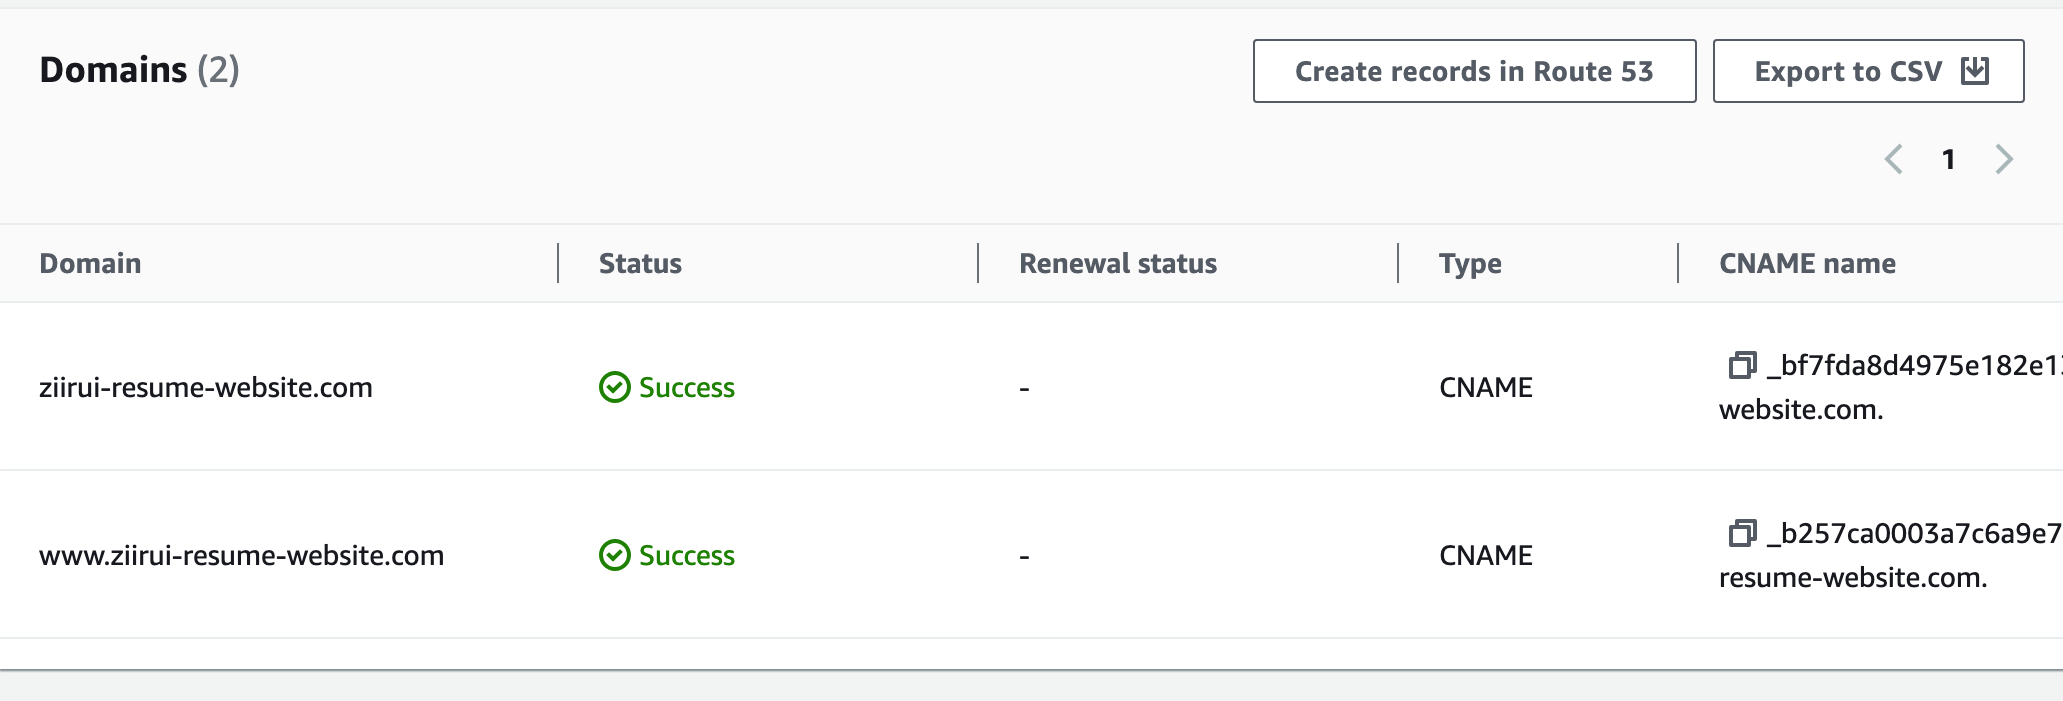 Domains (2)
Create records in Route 53
Export to CSV
1
Domain Status Renewal status Type CNAME name
ziirui-resume-website.com Success - CNAME _bf7fda8d4975e182e1
website.com.
www.ziirui-resume-website.com Success - CNAME _b257ca0003a7c6a9e7
resume-website.com.